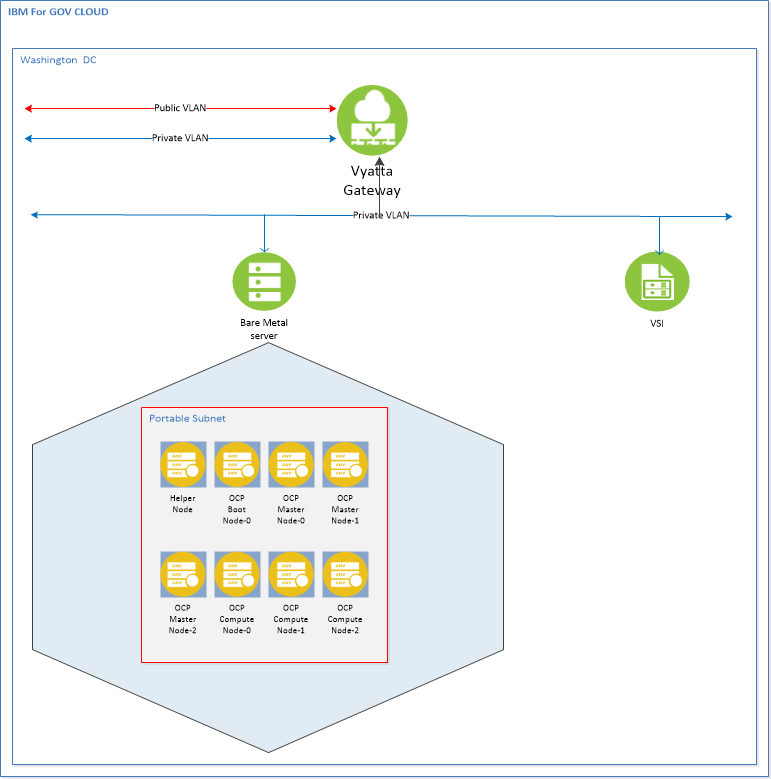 IBM For GOV CLOUD
Washington DC
Public VLAN
Private VLAN
Vyatta
Gateway
Private VLAN
Bare Metal
server
VSI
Portable Subnet
Helper
Node
OCP
Boot
Node-0
OCP
Master
Node-0
OCP
Master
Node-1
OCP
Master
Node-2
OCP
Compute
Node-0
OCP
Compute
Node-1
OCP
Compute
Node-2